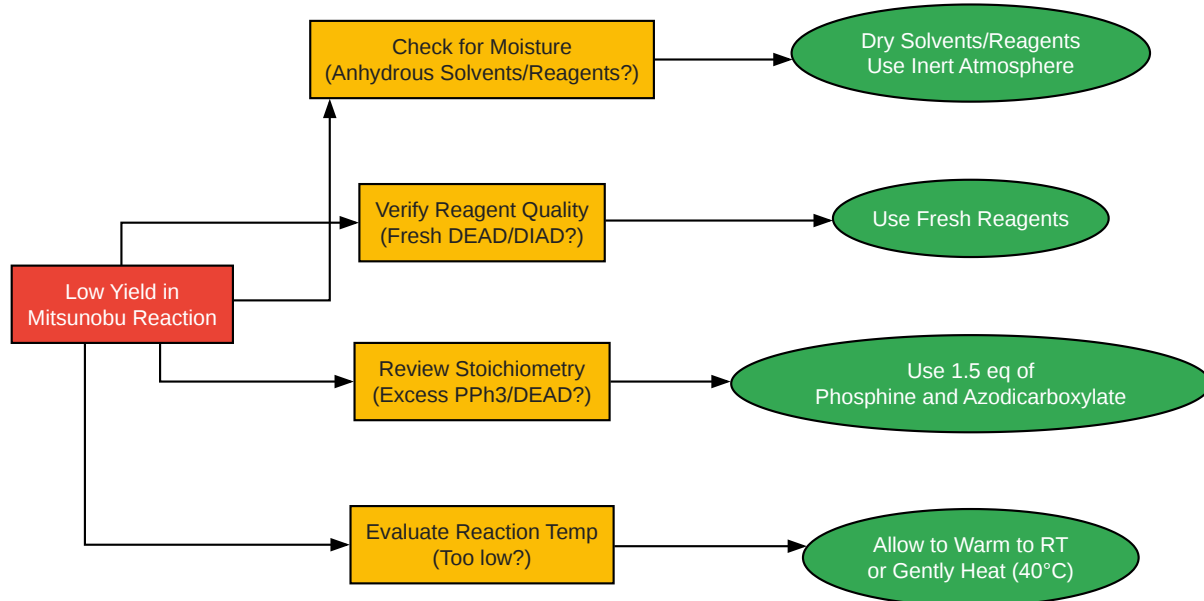 Check for Moisture
(Anhydrous Solvents/Reagents?)
Dry Solvents/Reagents
Use Inert Atmosphere
Verify Reagent Quality
(Fresh DEAD/DIAD?)
Use Fresh Reagents
Low Yield in
Mitsunobu Reaction
Review Stoichiometry
(Excess PPh3/DEAD?)
Use 1.5 eq of
Phosphine and Azodicarboxylate
Evaluate Reaction Temp
(Too low?)
Allow to Warm to RT
or Gently Heat (40°C)